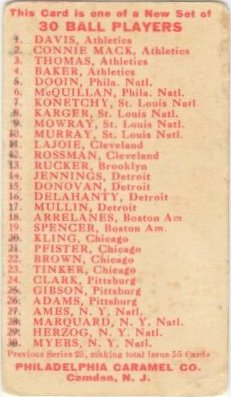 This Card is one of a New Set of
30 BALL PLAYERS
1. DAVIS, Athletics
2. CONNIE MACK, Athletics
3. THOMAS, Athletics
4. BAKER, Athletics
5. DOOIN, Phila. Natl.
6. McQUILLAN, Phila. Natl.
7. KONETCHY, St. Louis Natl.
8. KARGER, St. Louis Natl.
9. MOWRAY, St. Louis Natl.
10. MURRAY, St. Louis Natl.
11. LAJOIE, Cleveland
12. ROSSMAN, Cleveland
13. RUCKER, Brooklyn
14. JENNINGS, Detroit
15. DONOVAN, Detroit
16. DELAHANTY, Detroit
17. MULLIN, Detroit
18. ARRELANES, Boston Am.
19. SPENCER, Boston Am.
20. KLING, Chicago
21. PFISTER, Chicago
22. BROWN, Chicago
23. TINKER, Chicago
24. CLARK, Pittsburg
25. GIBSON, Pittsburg
26. ADAMS, Pittsburg
27. AMES, N. Y. Natl.
28. MARQUARD, N. Y. Natl.
29. HERZOG, N. Y. Natl.
30. MYERS, N. Y. Natl.
Previous Series 25, making total issue 55 Cards
PHILADELPHIA CARAMEL CO.
Camden, N. J.